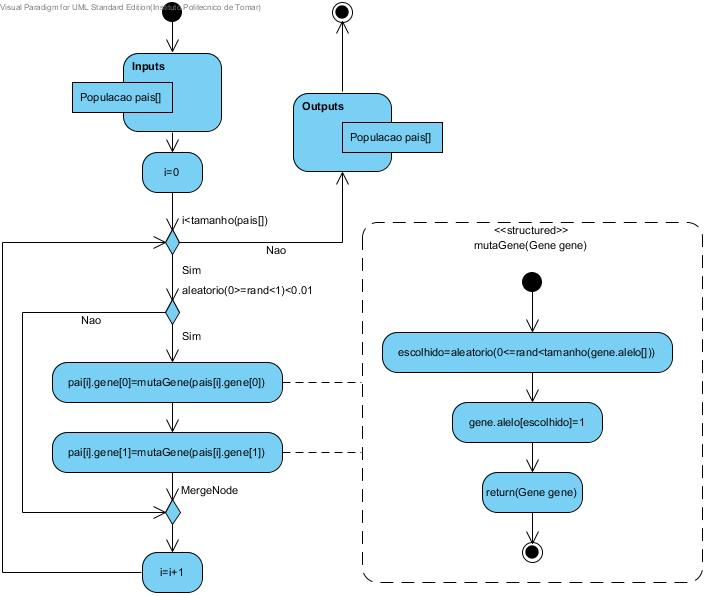 Visual Paradigm for UML Standard Edition(Instituto Politecnico de Tomar)
Inputs
Populacao pais[]
Outputs
Populacao pais[]
i=0
i<tamanho(pais[])
Nao
Sim
aleatorio(0>=rand<1)<0.01
Nao
Sim
pai[i].gene[0]=mutaGene(pais[i].gene[0])
pai[i].gene[1]=mutaGene(pais[i].gene[1])
MergeNode
i=i+1
<<structured>>
mutaGene(Gene gene)
escolhido=aleatorio(0<=rand<tamanho(gene.alelo[]))
gene.alelo[escolhido]=1
return(Gene gene)